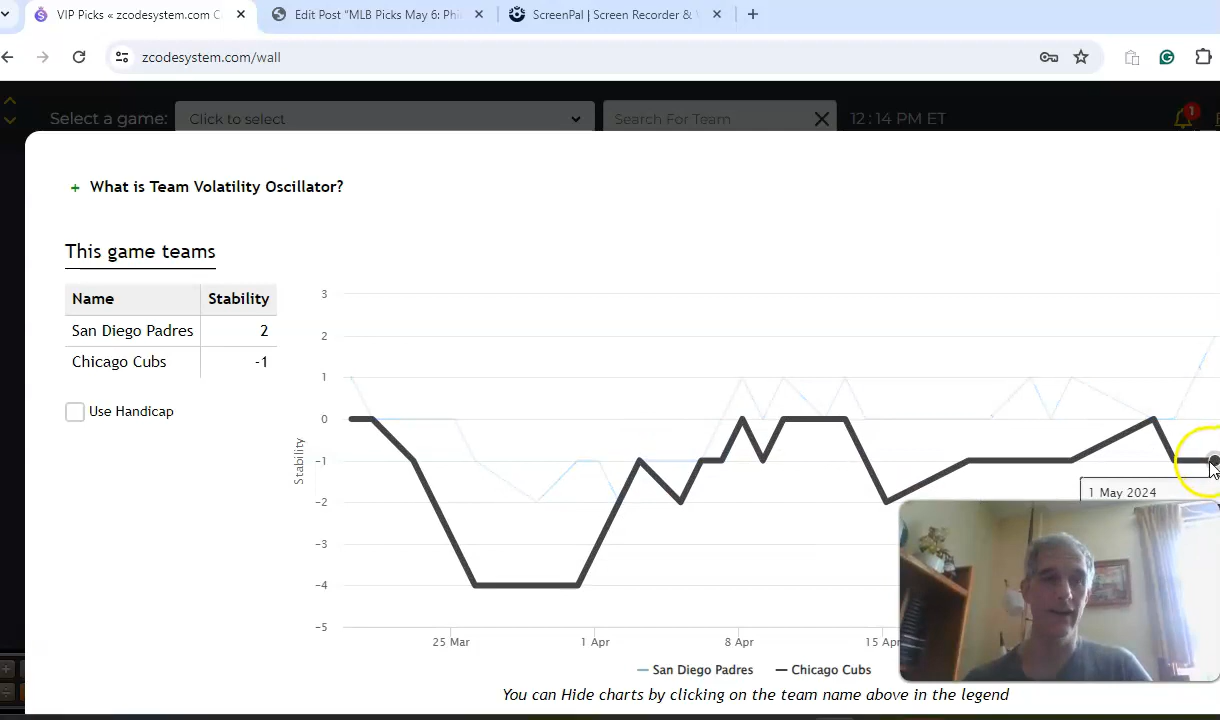 VIP Picks « zcodesystem.com C
Edit Post "MLB Picks May 6: Phi
ScreenPal | Screen Recorder &
zcodesystem.com/wall
Select a game:
Click to select
Search For Team
12:14 PM ET
1
+ What is Team Volatility Oscillator?
This game teams
Name Stability
San Diego Padres 2
Chicago Cubs -1
Use Handicap
Stability
3
2
1
0
-1
-2
-3
-4
-5
25 Mar
1 Apr
8 Apr
15 Apr
1 May 2024
San Diego Padres
Chicago Cubs
You can Hide charts by clicking on the team name above in the legend